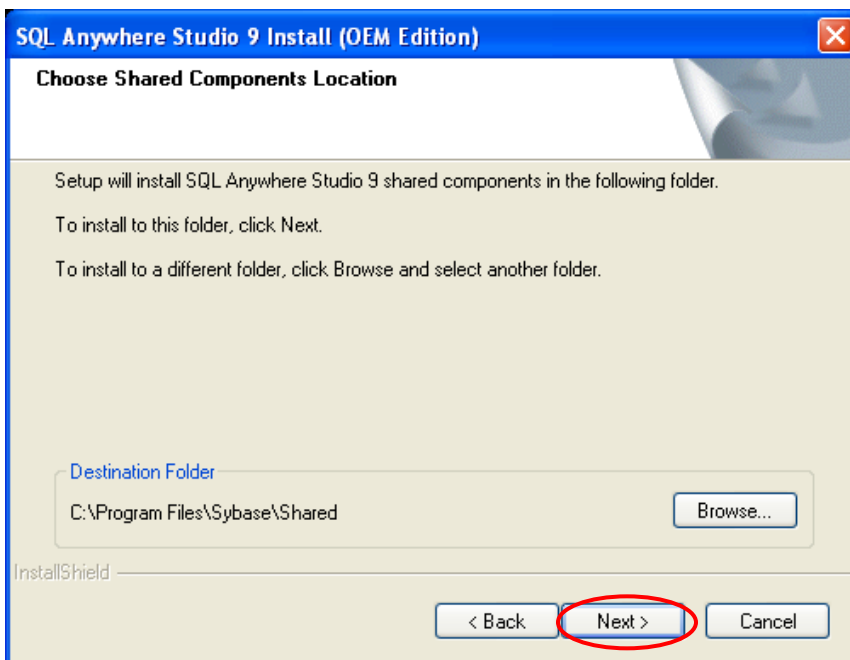 SQL Anywhere Studio 9 Install (OEM Edition)
Choose Shared Components Location
Setup will install SQL Anywhere Studio 9 shared components in the following folder.
To install to this folder, click Next.
To install to a different folder, click Browse and select another folder.
Destination Folder
C:\Program Files\Sybase\Shared
Browse...
InstallShield
< Back
Next >
Cancel